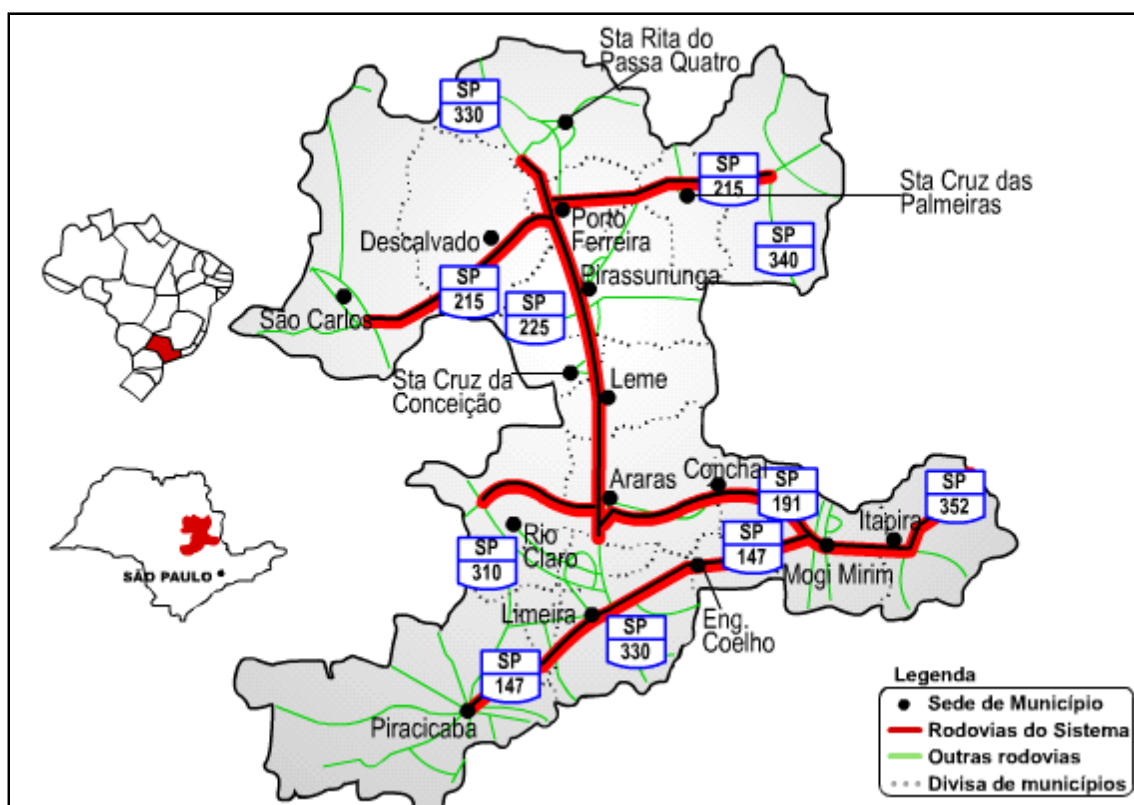 Sta Rita do
Passa Quatro
SP
330
SP
215
Sta Cruz das
Palmeiras
Porto
Ferreira
Descalvado
SP
340
Pirassununga
SP
215
SP
225
São Carlos
Sta Cruz da
Conceição
Leme
Araras
Conchal
SP
191
SP
352
Itapira
Rio
Claro
SP
147
SP
310
Mogi Mirim
SÃO PAULO
Limeira
Eng.
Coelho
SP
330
SP
147
Piracicaba
Legenda
Sede de Município
Rodovias do Sistema
Outras rodovias
Divisa de municípios